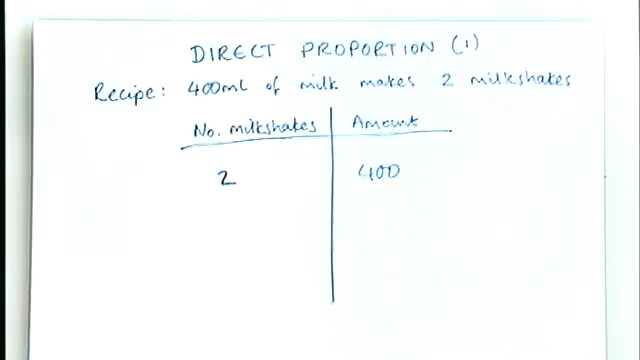 DIRECT PROPORTION (1)
Recipe: 400ml of milk makes 2 milkshakes
No. milkshakes Amount
2 400